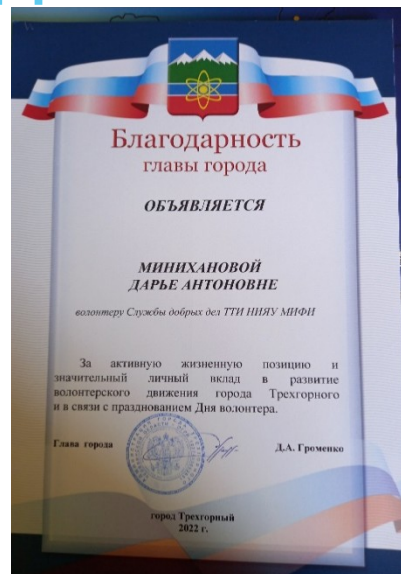 Благодарность
главы города
ОБЪЯВЛЯЕТСЯ
МИНИХАНОВОЙ
ДАРЬЕ АНТОНОВНЕ
волонтеру Службы добрых дел ТТИ НИЯУ МИФИ
За активную жизненную позицию и
значительный личный вклад в развитие
волонтерского движения города Трехгорного
и в связи с празднованием Дня волонтера.
Глава города Д.А. Громенко
город Трехгорный
2022 г.